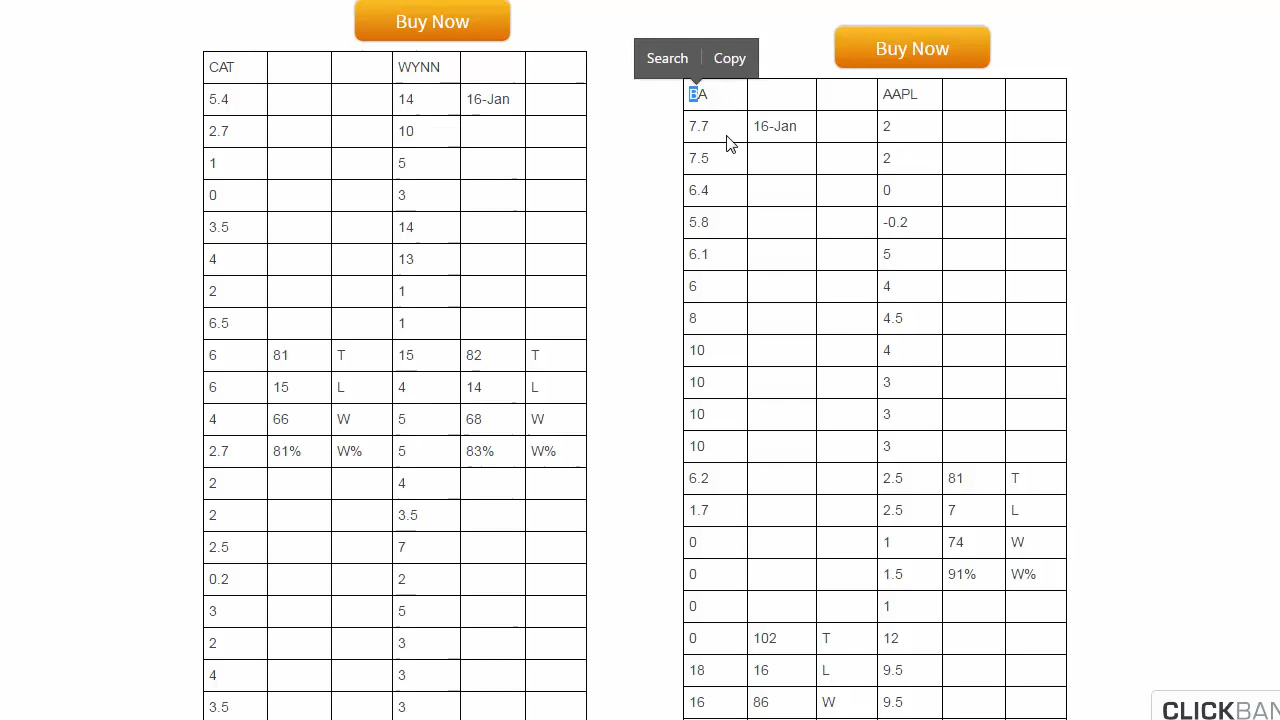 Buy Now
CAT WYNN
5.4 14 16-Jan
2.7 10
1 5
0 3
3.5 14
4 13
2 1
6.5 1
6 81 T 15 82 T
6 15 L 4 14 L
4 66 W 5 68 W
2.7 81% W% 5 83% W%
2 4
2 3.5
2.5 7
0.2 2
3 5
2 3
4 3
3.5 3
Buy Now
Search Copy
BA AAPL
7.7 16-Jan 2
7.5 2
6.4 0
5.8 -0.2
6.1 5
6 4
8 4.5
10 4
10 3
10 3
10 3
6.2 2.5 81 T
1.7 2.5 7 L
0 1 74 W
0 1.5 91% W%
0 1
0 102 T 12
18 16 L 9.5
16 86 W 9.5
CLICKBAN